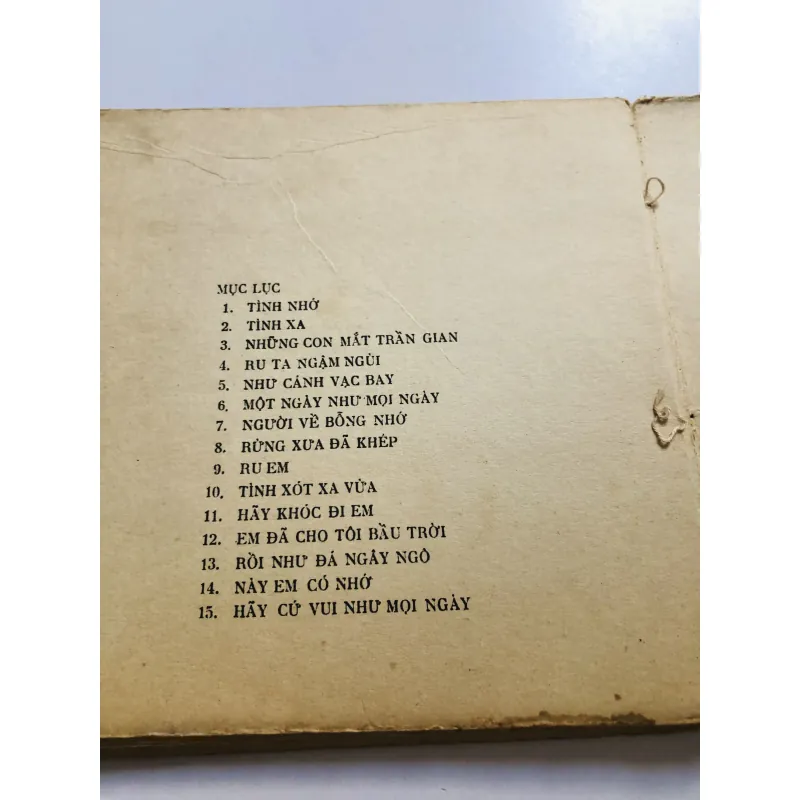 MỤC LỤC
1. TÌNH NHỚ
2. TÌNH XA
3. NHỮNG CON MẮT TRẦN GIAN
4. RU TA NGẬM NGÙI
5. NHƯ CÁNH VẠC BAY
6. MỘT NGÀY NHƯ MỌI NGÀY
7. NGƯỜI VỀ BỖNG NHỚ
8. RỪNG XƯA ĐÃ KHÉP
9. RU EM
10. TÌNH XÓT XA VỪA
11. HÃY KHÓC ĐI EM
12. EM ĐÃ CHO TÔI BẦU TRỜI
13. RỒI NHƯ ĐÁ NGÂY NGÔ
14. NÀY EM CÓ NHỚ
15. HÃY CỨ VUI NHƯ MỌI NGÀY